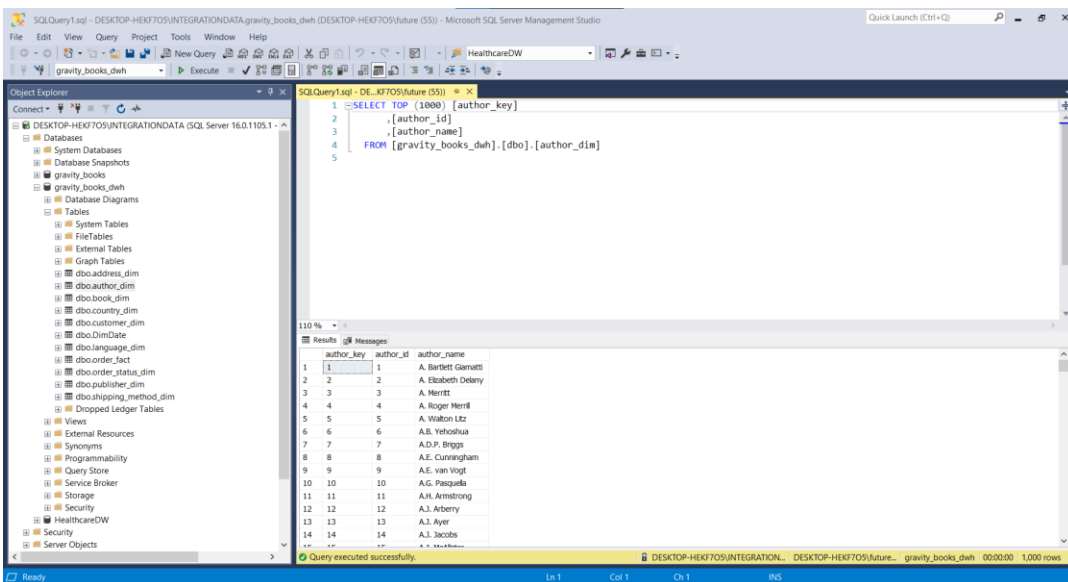 SQLQuery1.sql - DESKTOP-HEKF7O5\INTEGRATIONDATA.gravity_books_dwh (DESKTOP-HEKF7O5\future (55)) - Microsoft SQL Server Management Studio
Quick Launch (Ctrl+Q)
File Edit View Query Project Tools Window Help
New Query
HealthcareDW
gravity_books_dwh
Execute
Object Explorer
Connect
DESKTOP-HEKF7O5\INTEGRATIONDATA (SQL Server 16.0.1105.1 -
Databases
System Databases
Database Snapshots
gravity_books
gravity_books_dwh
Database Diagrams
Tables
System Tables
FileTables
External Tables
Graph Tables
dbo.address_dim
dbo.author_dim
dbo.book_dim
dbo.country_dim
dbo.customer_dim
dbo.DimDate
dbo.language_dim
dbo.order_fact
dbo.order_status_dim
dbo.publisher_dim
dbo.shipping_method_dim
Dropped Ledger Tables
Views
External Resources
Synonyms
Programmability
Query Store
Service Broker
Storage
Security
HealthcareDW
Security
Server Objects
SQLQuery1.sql - DE...KF7O5\future (55))
1 SELECT TOP (1000) [author_key]
2 ,[author_id]
3 ,[author_name]
4 FROM [gravity_books_dwh].[dbo].[author_dim]
5
110 %
Results Messages
author_key author_id author_name
1 1 1 A. Bartlett Giamatti
2 2 2 A. Elizabeth Delany
3 3 3 A. Merritt
4 4 4 A. Roger Merrill
5 5 5 A. Walton Litz
6 6 6 A.B. Yehoshua
7 7 7 A.D.P. Briggs
8 8 8 A.E. Cunningham
9 9 9 A.E. van Vogt
10 10 10 A.G. Pasquella
11 11 11 A.H. Armstrong
12 12 12 A.J. Arberry
13 13 13 A.J. Ayer
14 14 14 A.J. Jacobs
Query executed successfully.
DESKTOP-HEKF7O5\INTEGRATION... DESKTOP-HEKF7O5\future... gravity_books_dwh 00:00:00 1,000 rows
Ready Ln 1 Col 1 Ch 1 INS